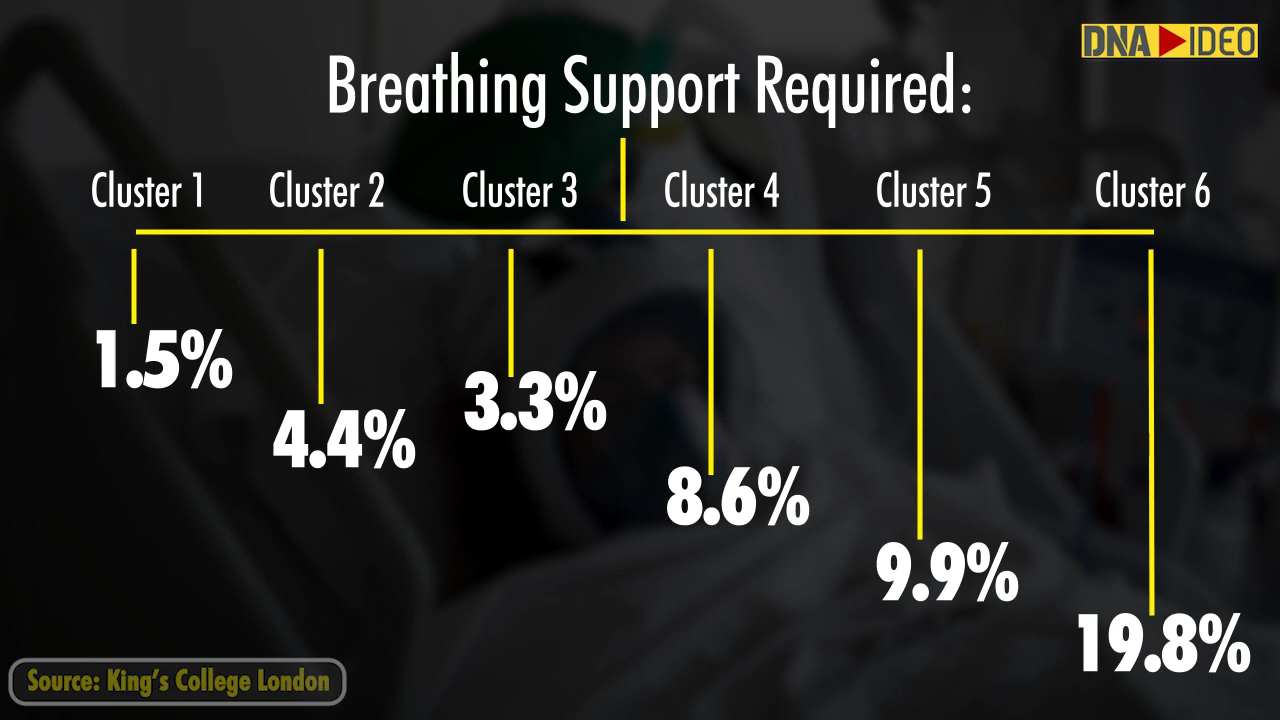 DNA VIDEO
Breathing Support Required:
Cluster 1 Cluster 2 Cluster 3 Cluster 4 Cluster 5 Cluster 6
1.5%
4.4%
3.3%
8.6%
9.9%
19.8%
Source: King's College London